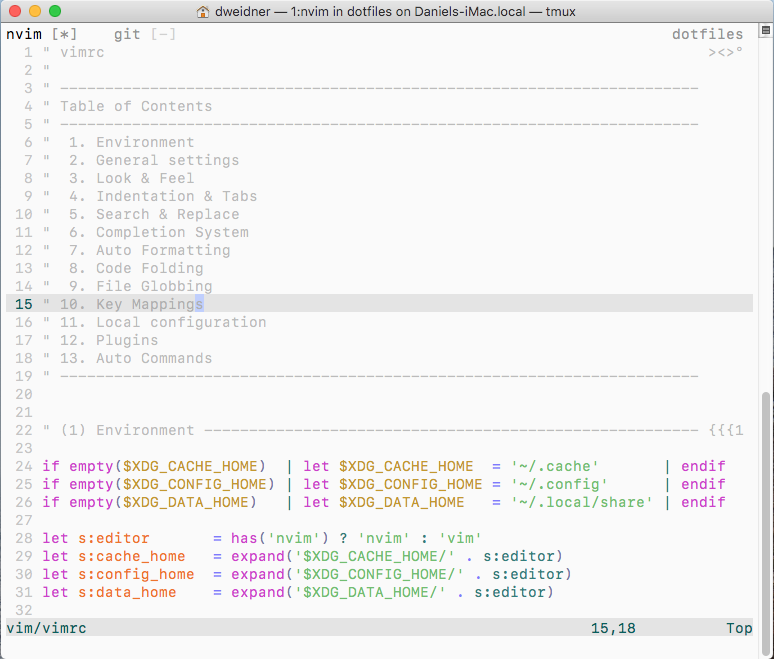 dweidner — 1:nvim in dotfiles on Daniels-iMac.local — tmux
nvim [*]    git [-]    dotfiles
1 " vimrc    ><>°
2 "
3 " -----------------------------------------------------------------------
4 " Table of Contents
5 " -----------------------------------------------------------------------
6 "  1. Environment
7 "  2. General settings
8 "  3. Look & Feel
9 "  4. Indentation & Tabs
10 "  5. Search & Replace
11 "  6. Completion System
12 "  7. Auto Formatting
13 "  8. Code Folding
14 "  9. File Globbing
15 " 10. Key Mappings
16 " 11. Local configuration
17 " 12. Plugins
18 " 13. Auto Commands
19 " -----------------------------------------------------------------------
20
21
22 " (1) Environment ------------------------------------------------------- {{{1
23
24 if empty($XDG_CACHE_HOME)  | let $XDG_CACHE_HOME  = '~/.cache'       | endif
25 if empty($XDG_CONFIG_HOME) | let $XDG_CONFIG_HOME = '~/.config'      | endif
26 if empty($XDG_DATA_HOME)   | let $XDG_DATA_HOME   = '~/.local/share' | endif
27
28 let s:editor       = has('nvim') ? 'nvim' : 'vim'
29 let s:cache_home   = expand('$XDG_CACHE_HOME/' . s:editor)
30 let s:config_home  = expand('$XDG_CONFIG_HOME/' . s:editor)
31 let s:data_home    = expand('$XDG_DATA_HOME/' . s:editor)
32
vim/vimrc    15,18    Top